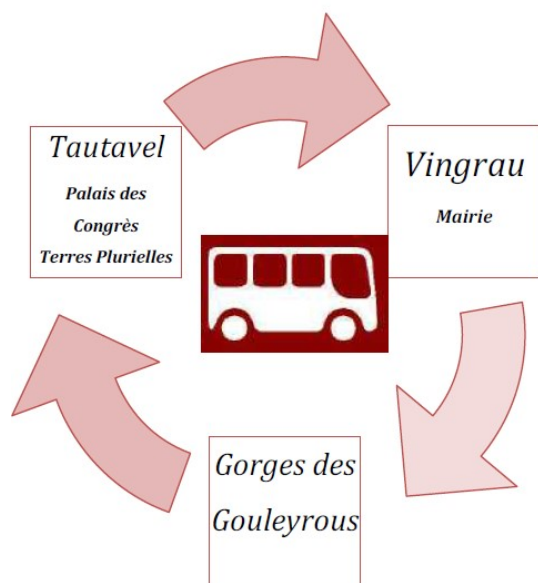 Tautavel
Palais des
Congrès
Terres Plurielles
Vingrau
Mairie
Gorges des
Gouleyrous